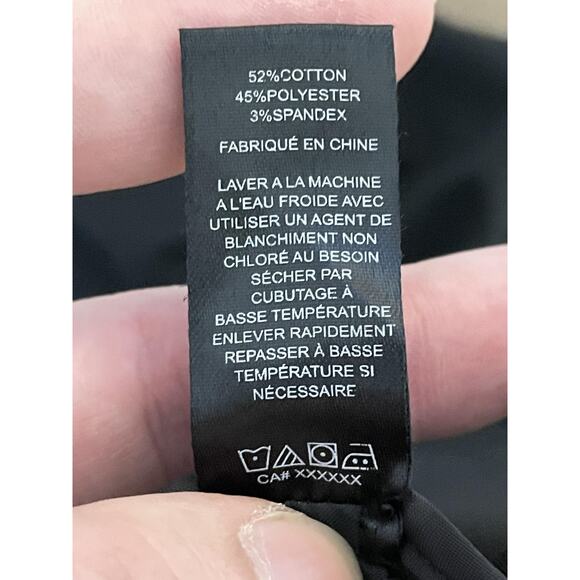 52%COTTON
45%POLYESTER
3%SPANDEX
FABRIQUÉ EN CHINE
LAVER A LA MACHINE
A L'EAU FROIDE AVEC
UTILISER UN AGENT DE
BLANCHIMENT NON
CHLORÉ AU BESOIN
SÉCHER PAR
CUBUTAGE À
BASSE TEMPÉRATURE
ENLEVER RAPIDEMENT
REPASSER À BASSE
TEMPÉRATURE SI
NÉCESSAIRE
CA# XXXXXX